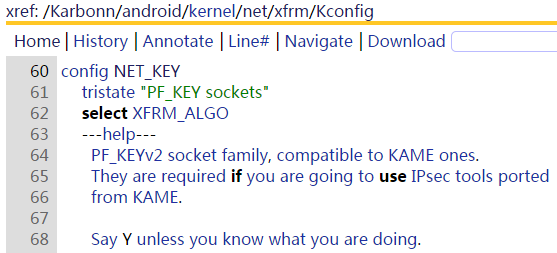 xref: /Karbonn/android/kernel/net/xfrm/Kconfig
Home | History | Annotate | Line# | Navigate | Download
60 config NET_KEY
61 tristate "PF_KEY sockets"
62 select XFRM_ALGO
63 ---help---
64 PF_KEYv2 socket family, compatible to KAME ones.
65 They are required if you are going to use IPsec tools ported
66 from KAME.
67
68 Say Y unless you know what you are doing.